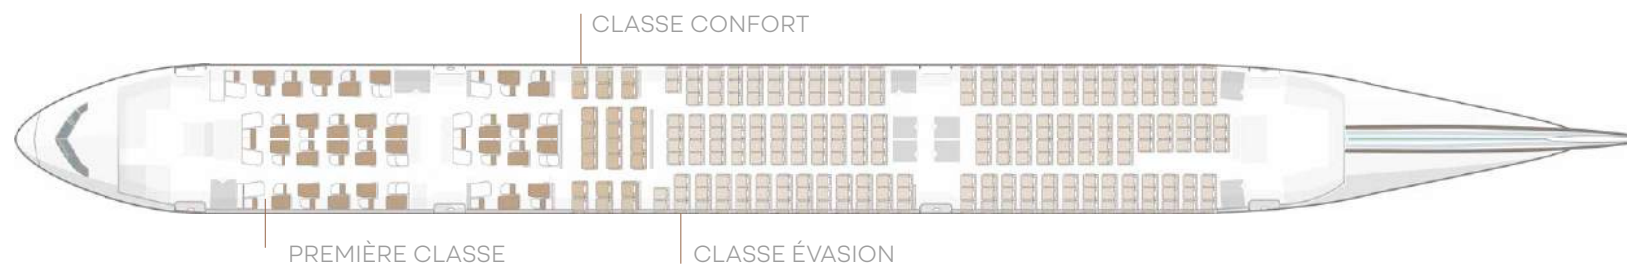 CLASSE CONFORT
PREMIÈRE CLASSE
CLASSE ÉVASION